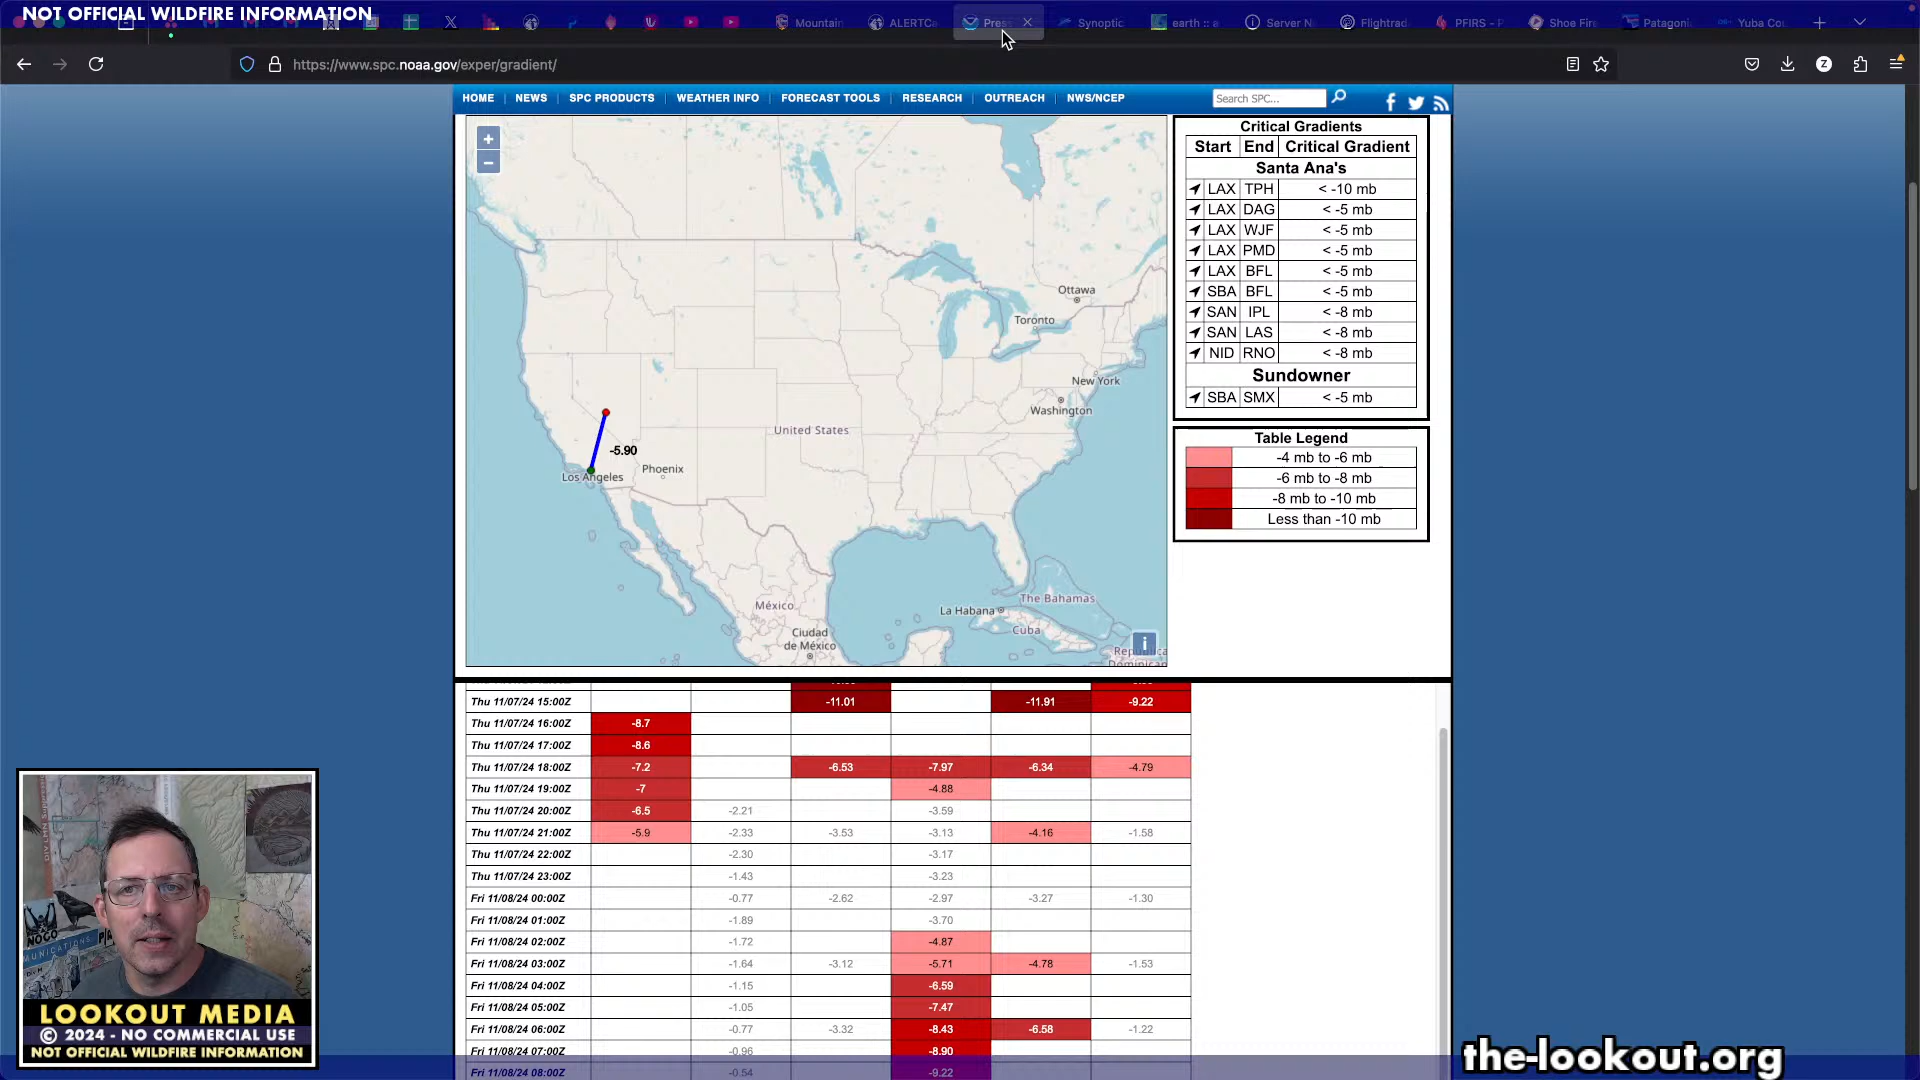 NOT OFFICIAL WILDFIRE INFORMATION
Mountain
ALERTCa
Pres
Synoptic
earth :: a
Server N
Flightrad
PFIRS - P
Shoe Fire
Patagoni
Yuba Cou
https://www.spc.noaa.gov/exper/gradient/
HOME NEWS SPC PRODUCTS WEATHER INFO FORECAST TOOLS RESEARCH OUTREACH NWS/NCEP
Search SPC...
+
−
Ottawa
Toronto
New York
Washington
United States
-5.90
Los Angeles
Phoenix
México
Ciudad
de México
La Habana
The Bahamas
Cuba
República
Dominican
i
Critical Gradients
Start End Critical Gradient
Santa Ana's
LAX TPH < -10 mb
LAX DAG < -5 mb
LAX WJF < -5 mb
LAX PMD < -5 mb
LAX BFL < -5 mb
SBA BFL < -5 mb
SAN IPL < -8 mb
SAN LAS < -8 mb
NID RNO < -8 mb
Sundowner
SBA SMX < -5 mb
Table Legend
-4 mb to -6 mb
-6 mb to -8 mb
-8 mb to -10 mb
Less than -10 mb
Thu 11/07/24 15:00Z -11.01 -11.91 -9.22
Thu 11/07/24 16:00Z -8.7
Thu 11/07/24 17:00Z -8.6
Thu 11/07/24 18:00Z -7.2 -6.53 -7.97 -6.34 -4.79
Thu 11/07/24 19:00Z -7 -4.88
Thu 11/07/24 20:00Z -6.5 -2.21 -3.59
Thu 11/07/24 21:00Z -5.9 -2.33 -3.53 -3.13 -4.16 -1.58
Thu 11/07/24 22:00Z -2.30 -3.17
Thu 11/07/24 23:00Z -1.43 -3.23
Fri 11/08/24 00:00Z -0.77 -2.62 -2.97 -3.27 -1.30
Fri 11/08/24 01:00Z -1.89 -3.70
Fri 11/08/24 02:00Z -1.72 -4.87
Fri 11/08/24 03:00Z -1.64 -3.12 -5.71 -4.78 -1.53
Fri 11/08/24 04:00Z -1.15 -6.59
Fri 11/08/24 05:00Z -1.05 -7.47
Fri 11/08/24 06:00Z -0.77 -3.32 -8.43 -6.58 -1.22
Fri 11/08/24 07:00Z -0.96 -8.90
Fri 11/08/24 08:00Z -0.54 -9.22
LOOKOUT MEDIA
© 2024 - NO COMMERCIAL USE
NOT OFFICIAL WILDFIRE INFORMATION
the-lookout.org